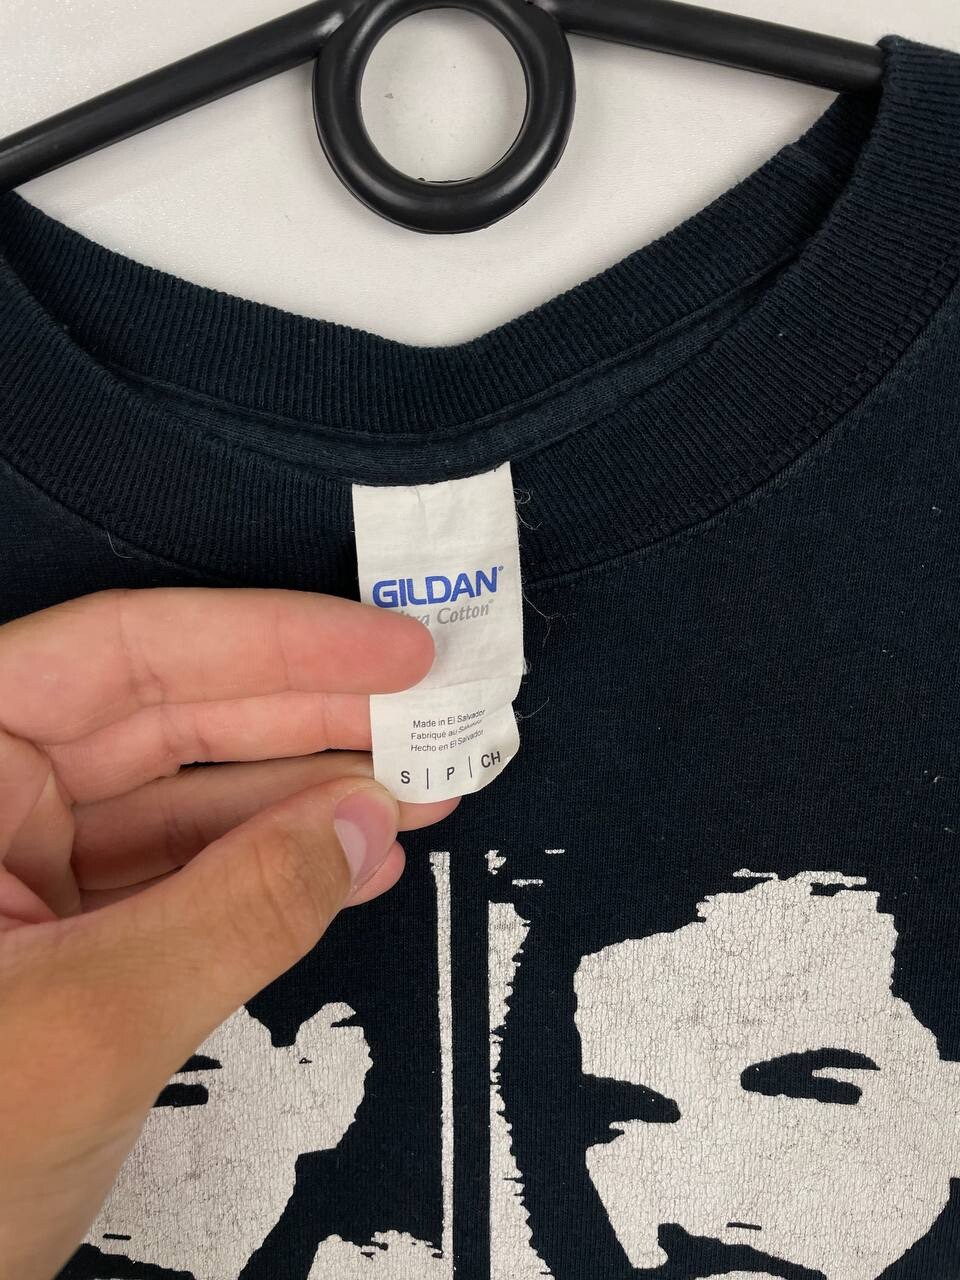 GILDAN®
Cotton®
Made in El Salvador
Fabriqué au Salvador
Hecho en El Salvador
S | P | CH